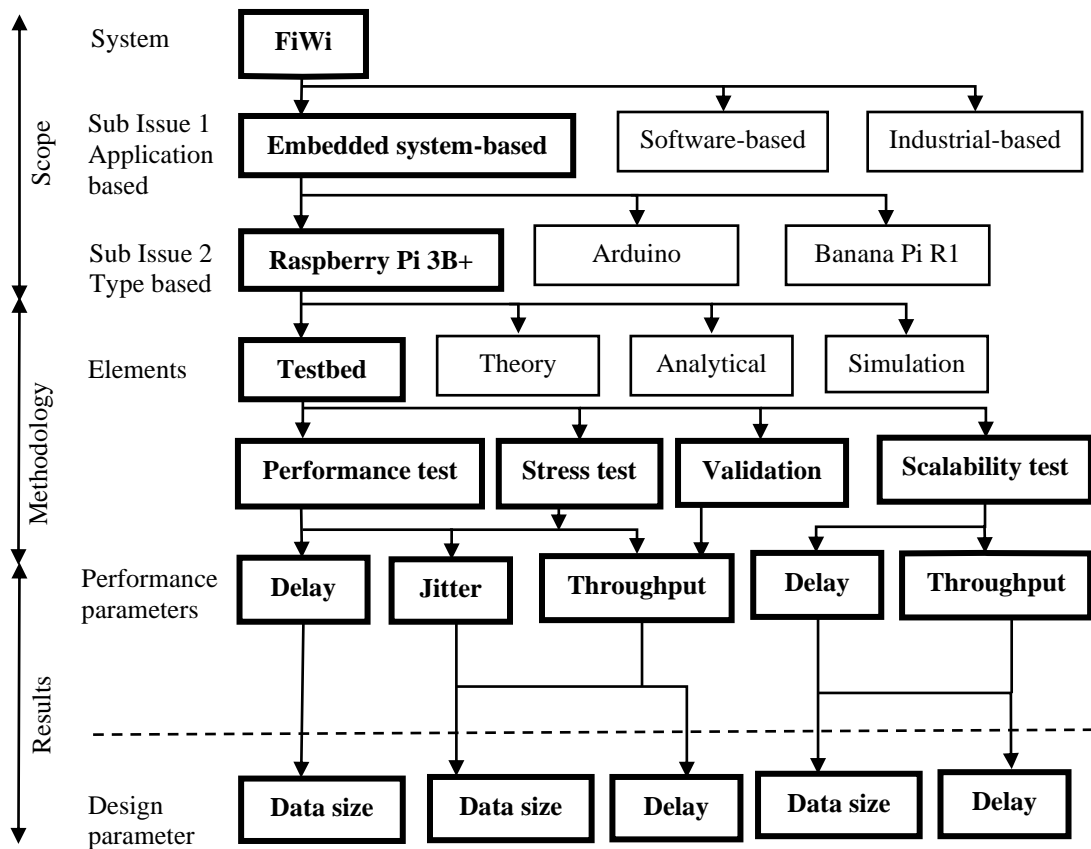 System
FiWi
Sub Issue 1
Application
based
Embedded system-based
Software-based
Industrial-based
Scope
Sub Issue 2
Type based
Raspberry Pi 3B+
Arduino
Banana Pi R1
Elements
Testbed
Theory
Analytical
Simulation
Methodology
Performance test
Stress test
Validation
Scalability test
Performance
parameters
Delay
Jitter
Throughput
Delay
Throughput
Results
Design
parameter
Data size
Data size
Delay
Data size
Delay